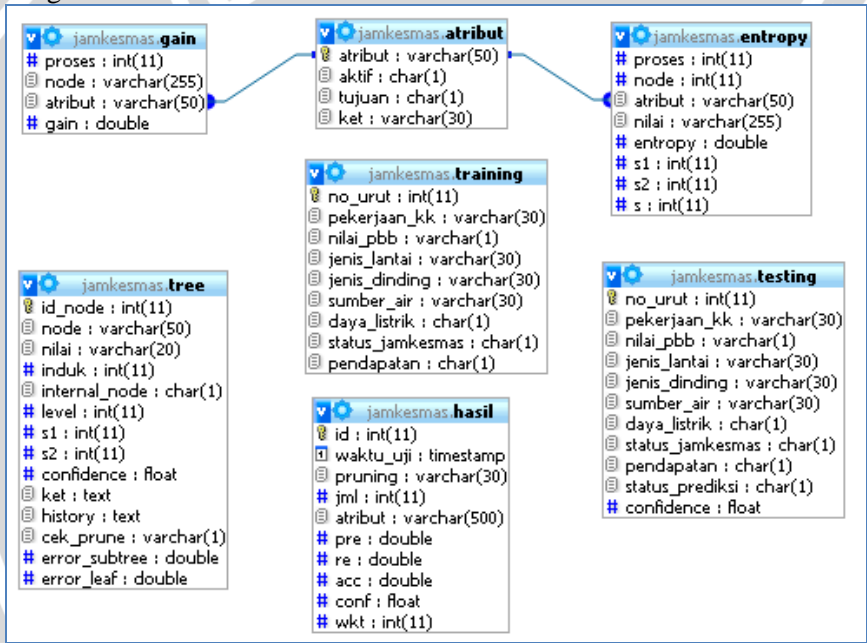 jamkesmas.gain
# proses : int(11)
node : varchar(255)
atribut : varchar(50)
# gain : double
jamkesmas.atribut
atribut : varchar(50)
aktif : char(1)
tujuan : char(1)
ket : varchar(30)
jamkesmas.entropy
# proses : int(11)
# node : int(11)
atribut : varchar(50)
nilai : varchar(255)
# entropy : double
# s1 : int(11)
# s2 : int(11)
# s : int(11)
jamkesmas.training
no_urut : int(11)
pekerjaan_kk : varchar(30)
nilai_pbb : varchar(1)
jenis_lantai : varchar(30)
jenis_dinding : varchar(30)
sumber_air : varchar(30)
daya_listrik : char(1)
status_jamkesmas : char(1)
pendapatan : char(1)
jamkesmas.tree
id_node : int(11)
node : varchar(50)
nilai : varchar(20)
# induk : int(11)
internal_node : char(1)
# level : int(11)
# s1 : int(11)
# s2 : int(11)
# confidence : float
ket : text
history : text
cek_prune : varchar(1)
# error_subtree : double
# error_leaf : double
jamkesmas.hasil
id : int(11)
waktu_uji : timestamp
pruning : varchar(30)
# jml : int(11)
atribut : varchar(500)
# pre : double
# re : double
# acc : double
# conf : float
# wkt : int(11)
jamkesmas.testing
no_urut : int(11)
pekerjaan_kk : varchar(30)
nilai_pbb : varchar(1)
jenis_lantai : varchar(30)
jenis_dinding : varchar(30)
sumber_air : varchar(30)
daya_listrik : char(1)
status_jamkesmas : char(1)
pendapatan : char(1)
status_prediksi : char(1)
# confidence : float